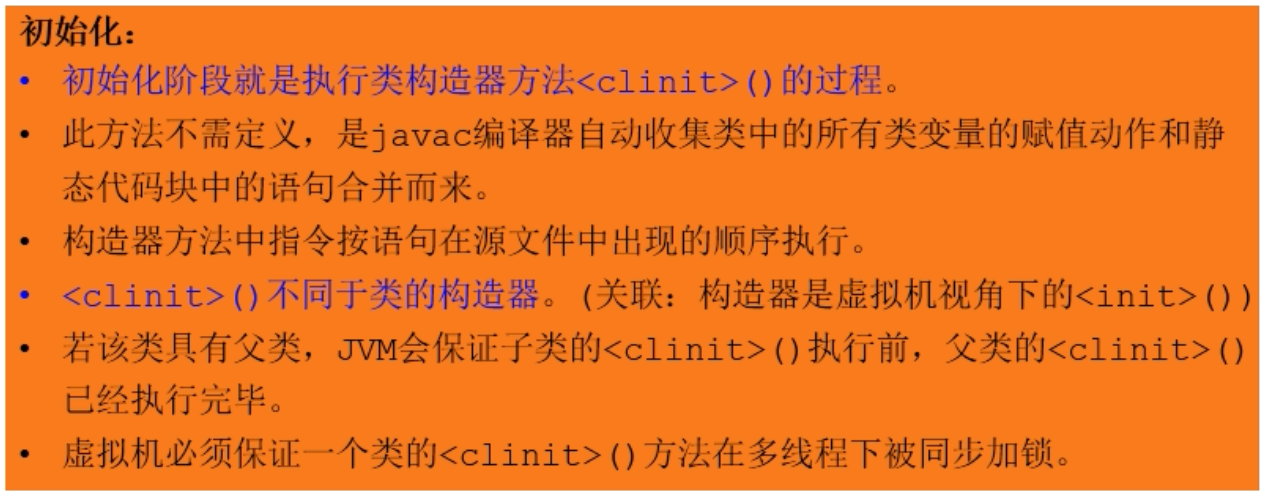 初始化：
• 初始化阶段就是执行类构造器方法<clinit>()的过程。
• 此方法不需定义，是javac编译器自动收集类中的所有类变量的赋值动作和静
态代码块中的语句合并而来。
• 构造器方法中指令按语句在源文件中出现的顺序执行。
• <clinit>()不同于类的构造器。(关联：构造器是虚拟机视角下的<init>())
• 若该类具有父类，JVM会保证子类的<clinit>()执行前，父类的<clinit>()
已经执行完毕。
• 虚拟机必须保证一个类的<clinit>()方法在多线程下被同步加锁。